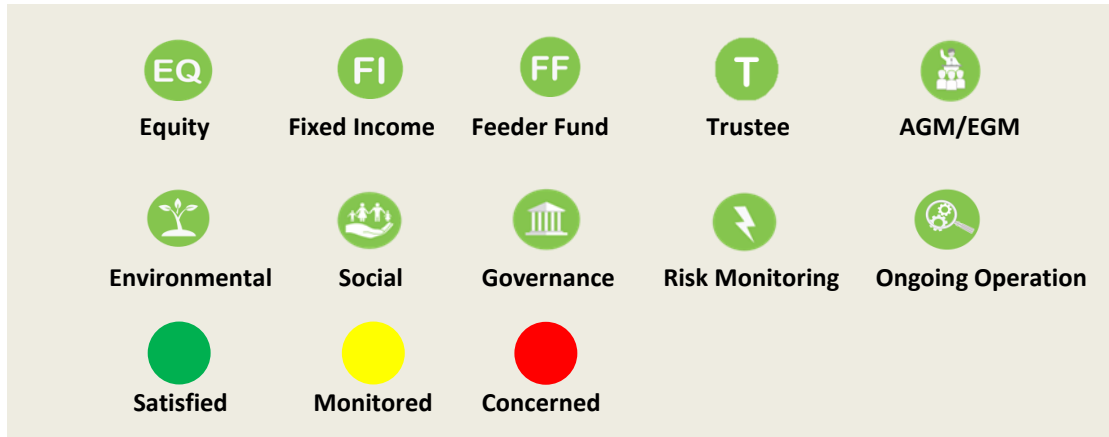 EQ FI FF T
Equity Fixed Income Feeder Fund Trustee AGM/EGM
Environmental Social Governance Risk Monitoring Ongoing Operation
Satisfied Monitored Concerned